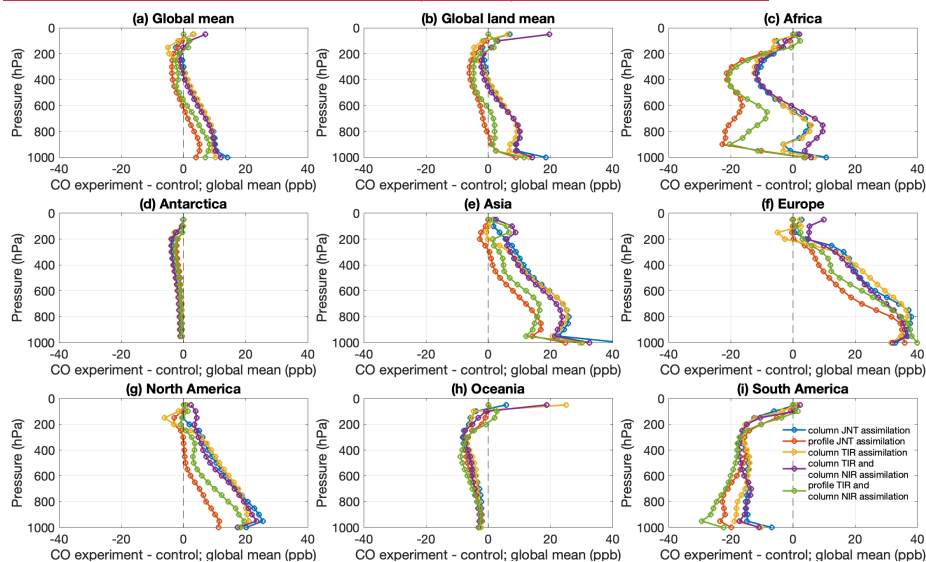 (a) Global mean
(b) Global land mean
(c) Africa
Pressure (hPa)
0
200
400
600
800
1000
-40 -20 0 20 40
CO experiment - control; global mean (ppb)
Pressure (hPa)
0
200
400
600
800
1000
-40 -20 0 20 40
CO experiment - control; global mean (ppb)
Pressure (hPa)
0
200
400
600
800
1000
-40 -20 0 20 40
CO experiment - control; global mean (ppb)
(d) Antarctica
(e) Asia
(f) Europe
Pressure (hPa)
0
200
400
600
800
1000
-40 -20 0 20 40
CO experiment - control; global mean (ppb)
Pressure (hPa)
0
200
400
600
800
1000
-40 -20 0 20 40
CO experiment - control; global mean (ppb)
Pressure (hPa)
0
200
400
600
800
1000
-40 -20 0 20 40
CO experiment - control; global mean (ppb)
(g) North America
(h) Oceania
(i) South America
Pressure (hPa)
0
200
400
600
800
1000
-40 -20 0 20 40
CO experiment - control; global mean (ppb)
Pressure (hPa)
0
200
400
600
800
1000
-40 -20 0 20 40
CO experiment - control; global mean (ppb)
Pressure (hPa)
0
200
400
600
800
1000
-40 -20 0 20 40
CO experiment - control; global mean (ppb)
column JNT assimilation
profile JNT assimilation
column TIR assimilation
column TIR and
column NIR assimilation
profile TIR and
column NIR assimilation